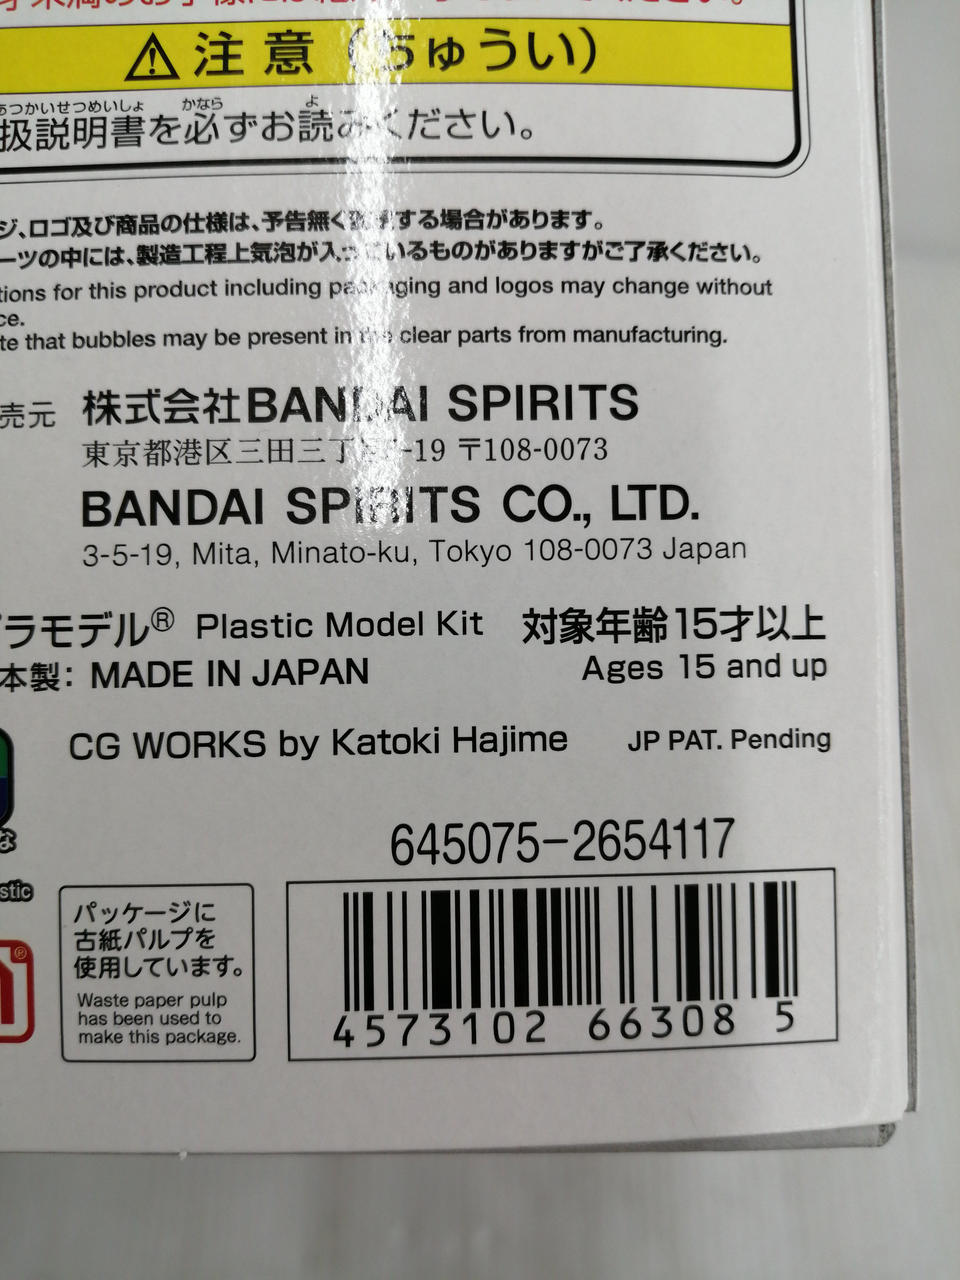 注意（ちゅうい）
あつかいせつめいしょ かなら よ
扱説明書を必ずお読みください。
ジ、ロゴ及び商品の仕様は、予告無く変更する場合があります。
ーツの中には、製造工程上気泡が入っているものがありますがご了承ください。
tions for this product including packaging and logos may change without
ce.
te that bubbles may be present in the clear parts from manufacturing.
売元 株式会社BANDAI SPIRITS
東京都港区三田三丁 -19 〒108-0073
BANDAI SPIRITS CO., LTD.
3-5-19, Mita, Minato-ku, Tokyo 108-0073 Japan
プラモデル® Plastic Model Kit 対象年齢15才以上
本製：MADE IN JAPAN Ages 15 and up
CG WORKS by Katoki Hajime JP PAT. Pending
645075-2654117
な
stic
パッケージに
古紙パルプを
使用しています。
Waste paper pulp
has been used to
make this package.
4573102 66308 5